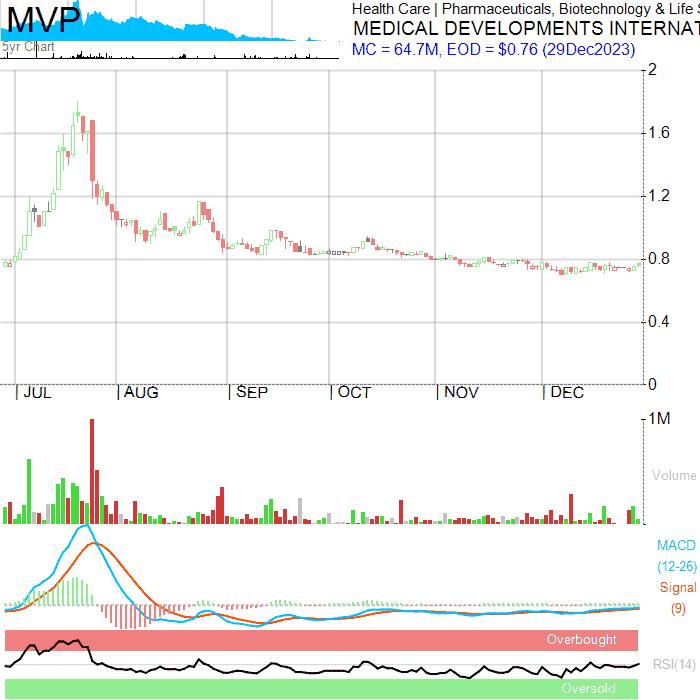 MVP
5yr Chart
Health Care | Pharmaceuticals, Biotechnology & Life
MEDICAL DEVELOPMENTS INTERNAT
MC = 64.7M, EOD = $0.76 (29Dec2023)
2
1.6
1.2
0.8
0.4
0
| JUL | AUG | SEP | OCT | NOV | DEC
1M
Volume
MACD
(12-26)
Signal
(9)
Overbought
RSI(14)
Oversold